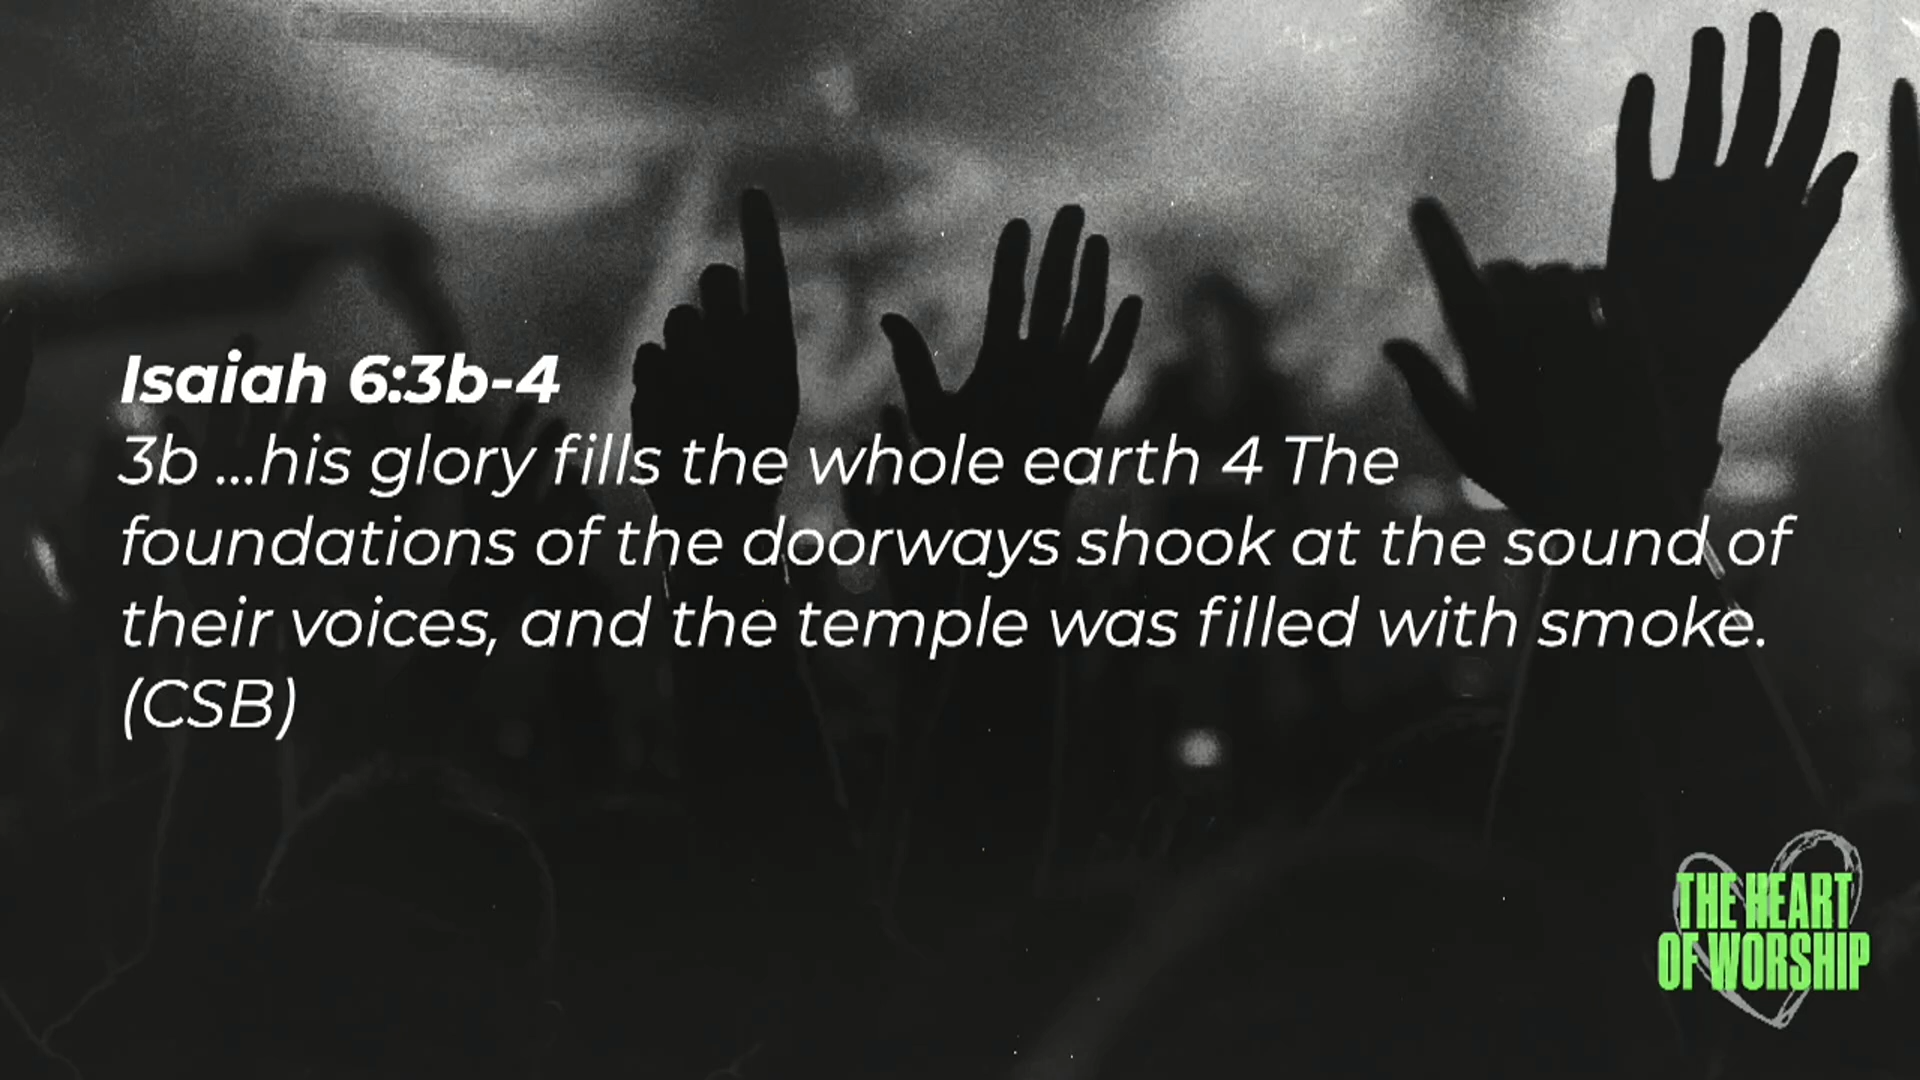 Isaiah 6:3b-4
3b ...his glory fills the whole earth 4 The
foundations of the doorways shook at the sound of
their voices, and the temple was filled with smoke.
(CSB)
THE HEART
OF WORSHIP